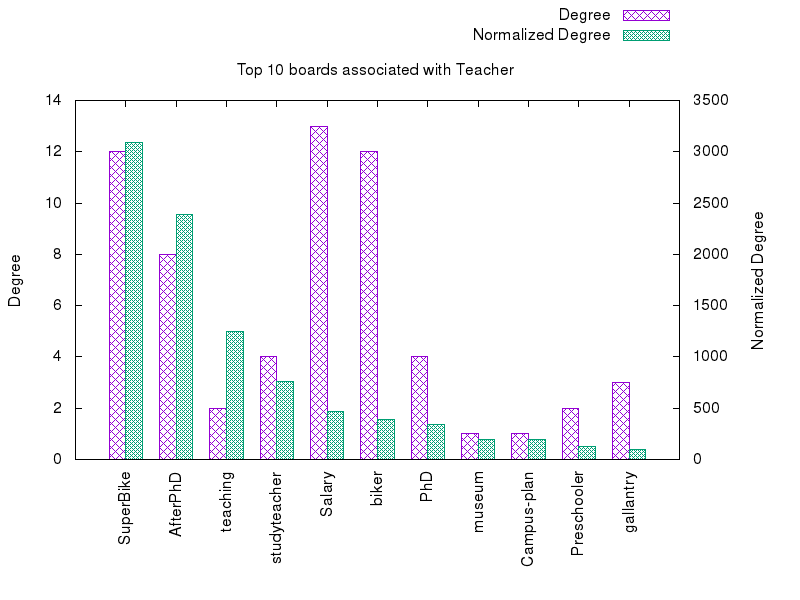 Degree
Normalized Degree
Top 10 boards associated with Teacher
14
12
10
8
6
4
2
0
3500
3000
2500
2000
1500
1000
500
0
Degree
Normalized Degree
SuperBike
AfterPhD
teaching
studyteacher
Salary
biker
PhD
museum
Campus-plan
Preschooler
gallantry